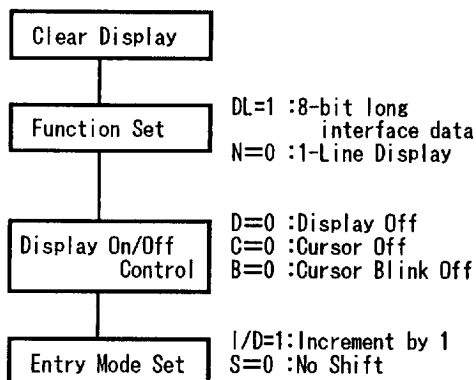 Clear Display
Function Set
DL=1 :8-bit long
interface data
N=0 :1-Line Display
Display On/Off
Control
D=0 :Display Off
C=0 :Cursor Off
B=0 :Cursor Blink Off
Entry Mode Set
I/D=1:Increment by 1
S=0 :No Shift